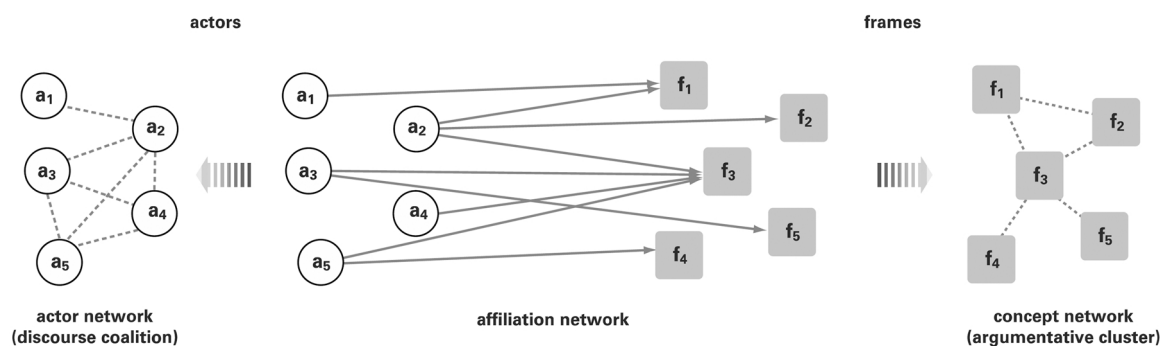 actors
frames
a1
a2
a3
a4
a5
a1
a2
a3
a4
a5
f1
f2
f3
f5
f4
f1
f2
f3
f5
f4
actor network
(discourse coalition)
affiliation network
concept network
(argumentative cluster)